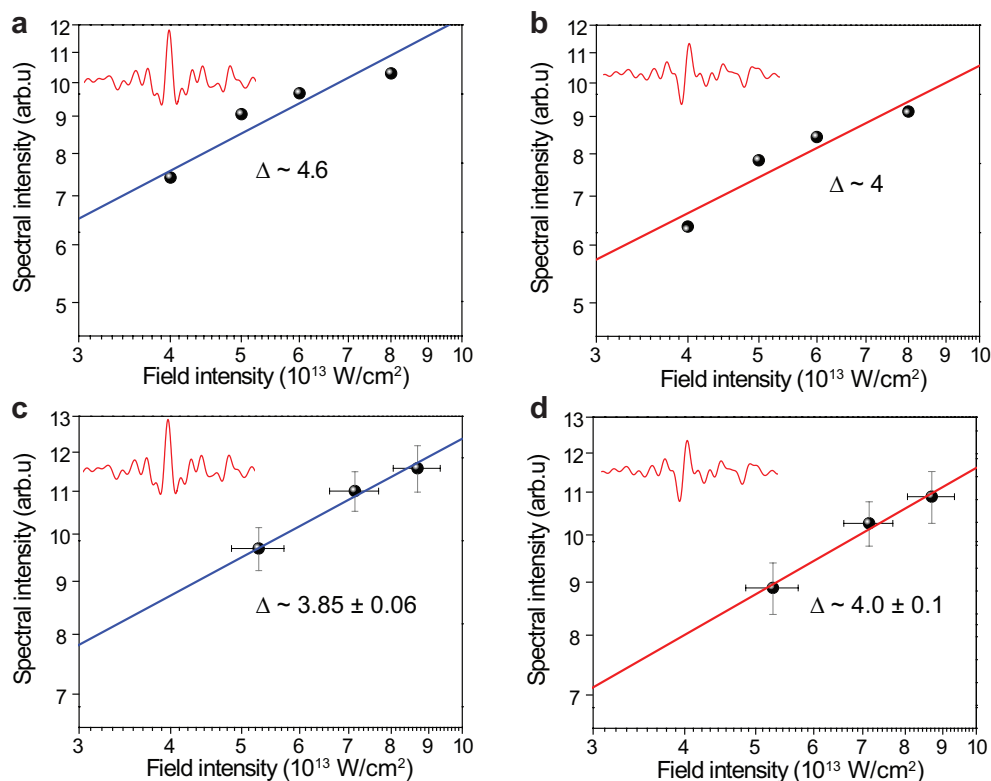 a
12
11
10
9
8
7
6
5
Spectral intensity (arb.u)
Δ ~ 4.6
3 4 5 6 7 8 9 10
Field intensity (10¹³ W/cm²)
b
12
11
10
9
8
7
6
5
Spectral intensity (arb.u)
Δ ~ 4
3 4 5 6 7 8 9 10
Field intensity (10¹³ W/cm²)
c
13
12
11
10
9
8
7
Spectral intensity (arb.u)
Δ ~ 3.85 ± 0.06
3 4 5 6 7 8 9 10
Field intensity (10¹³ W/cm²)
d
13
12
11
10
9
8
7
Spectral intensity (arb.u)
Δ ~ 4.0 ± 0.1
3 4 5 6 7 8 9 10
Field intensity (10¹³ W/cm²)